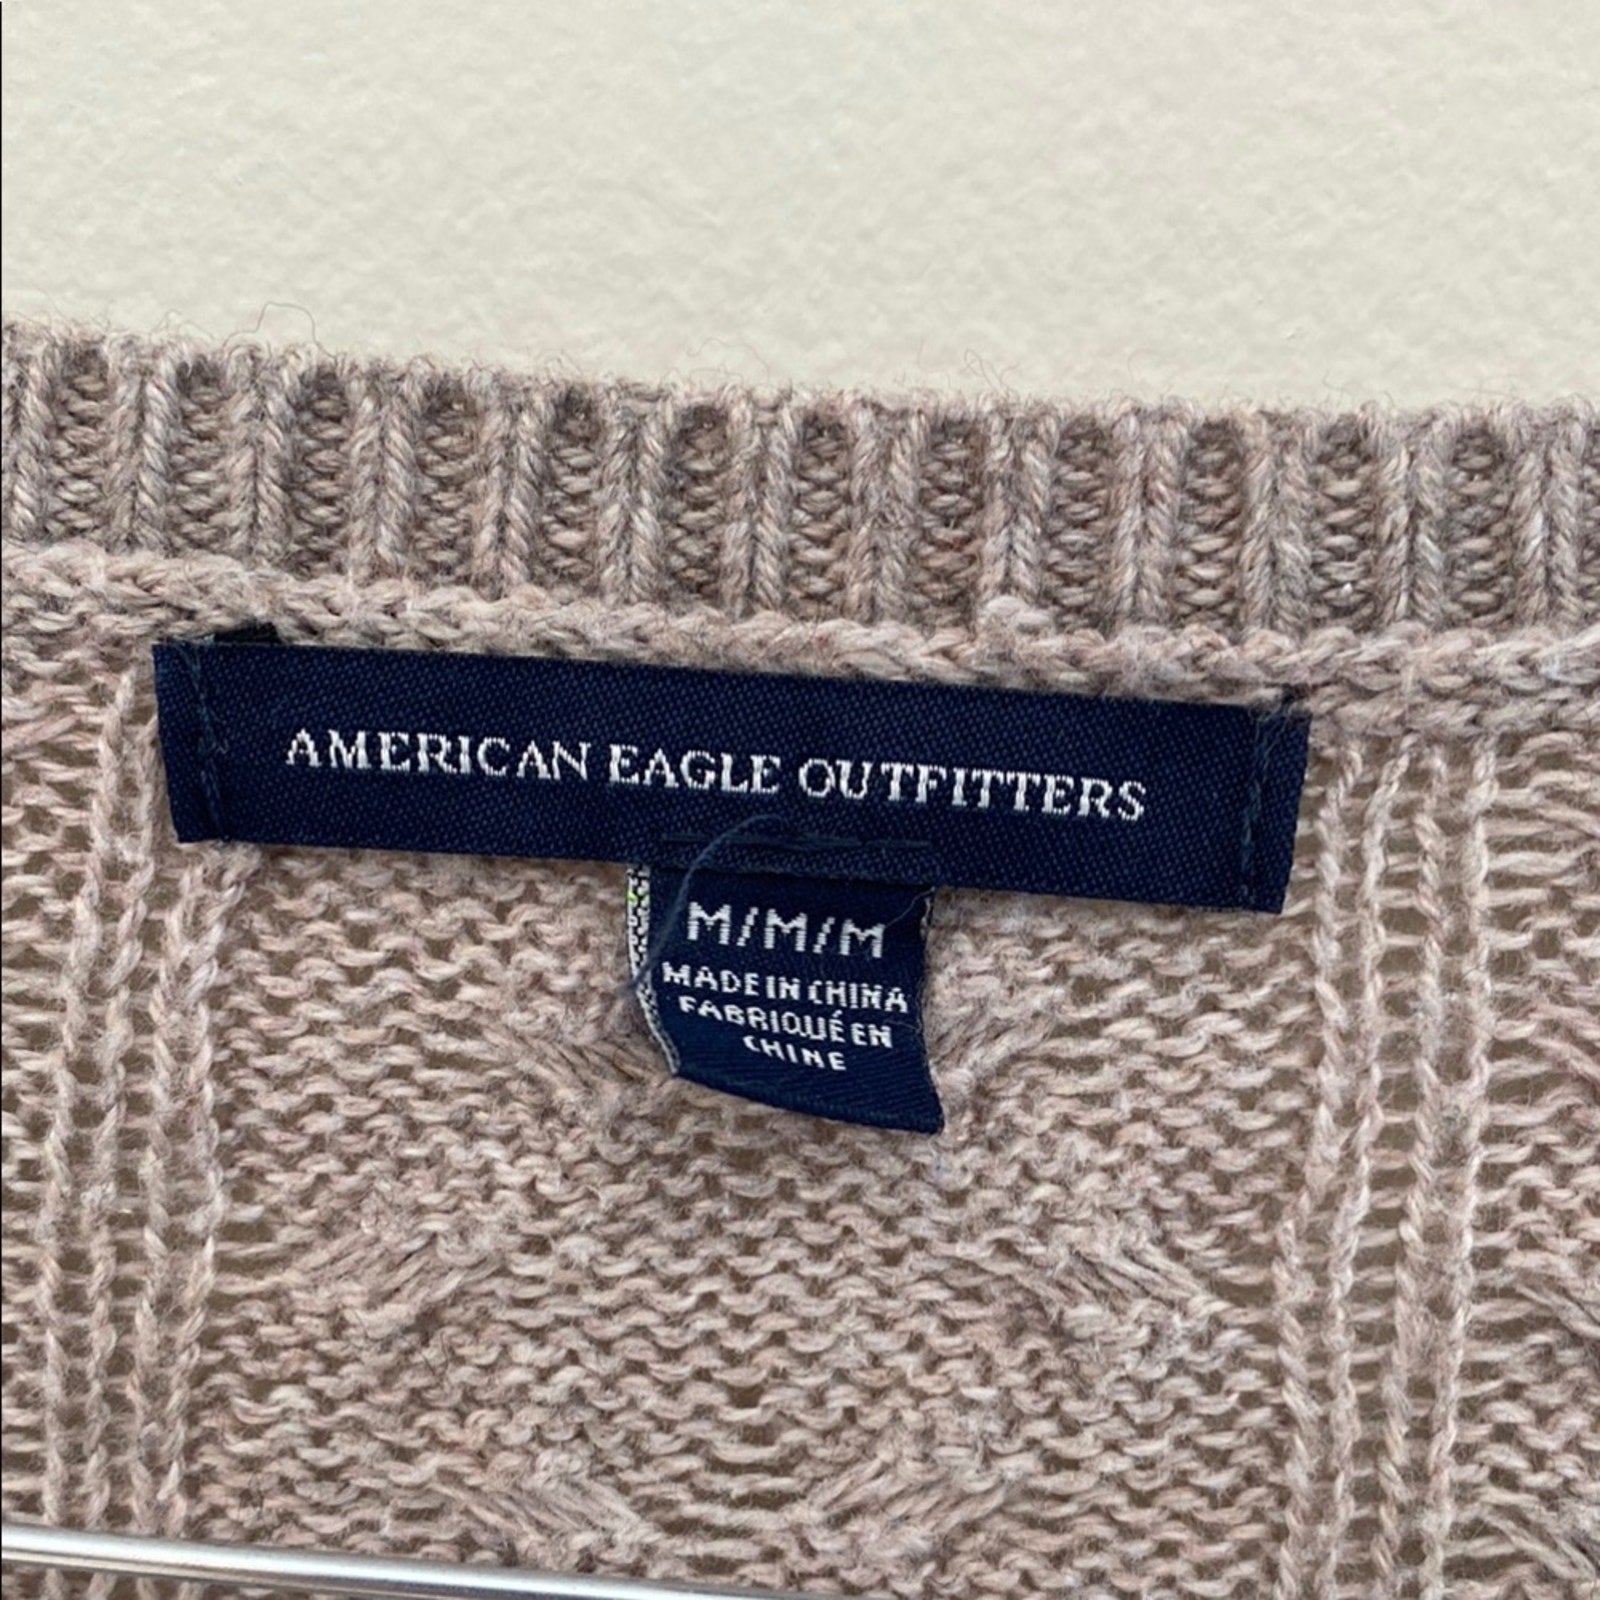 AMERICAN EAGLE OUTFITTERS
M/M/M
MADE IN CHINA
FABRIQUÉ EN
CHINE